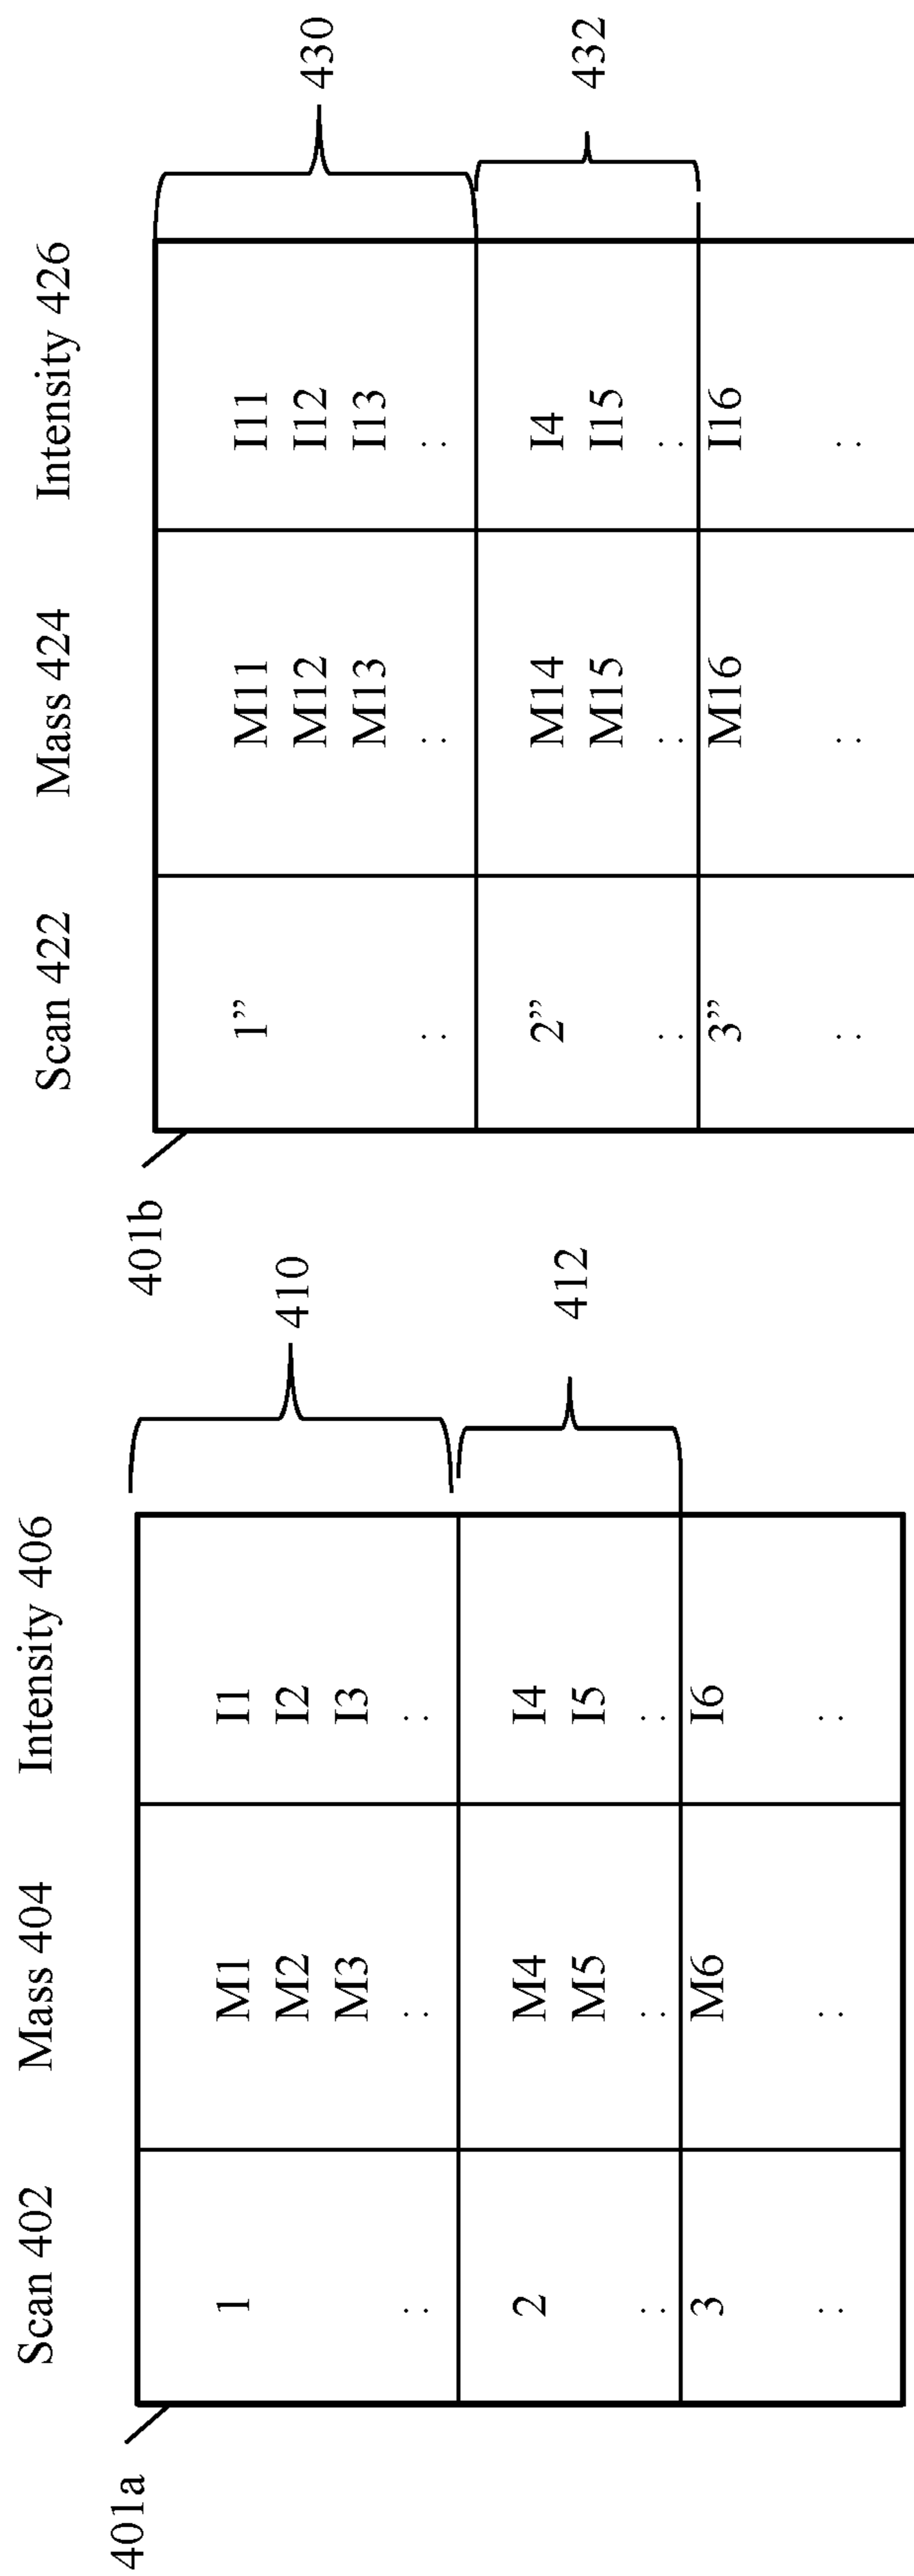 401a
Scan 402 Mass 404 Intensity 406
1 M1 I1
M2 I2
M3 I3
: : :
410
2 M4 I4
M5 I5
: : :
412
3 M6 I6
: : :
401b
Scan 422 Mass 424 Intensity 426
1” M11 I11
M12 I12
M13 I13
: : :
430
2” M14 I4
M15 I15
: : :
432
3” M16 I16
: : :